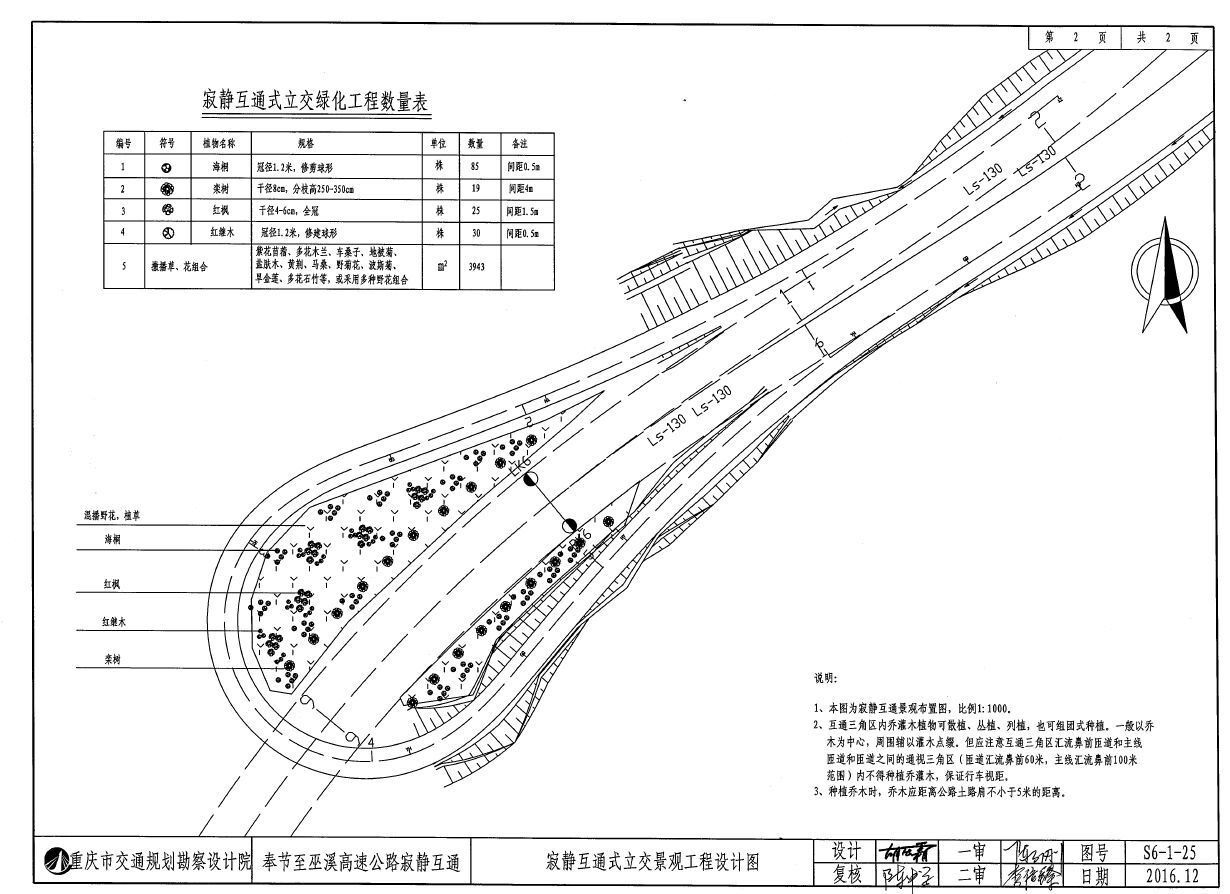 第 2 页 共 2 页
寂静互通式立交绿化工程数量表
编号 符号 植物名称 规格 单位 数量 备注
1 海桐 冠径1.2米，修剪球形 株 85 间距0.5m
2 栾树 干径8cm，分枝高250-350cm 株 19 间距4m
3 红枫 干径4-6cm，全冠 株 25 间距1.5m
4 红继木 冠径1.2米，修建球形 株 30 间距0.5m
5 撒播草、花组合 紫花苜蓿、多花木兰、车桑子、地被菊、
盐肤木、黄荆、马桑、野菊花、波斯菊、
旱金莲、多花石竹等，或采用多种野花组合 m² 3943
Ls-130
Ls-130
Ls-130
Ls-130
混播野花，植草
海桐
红枫
红继木
栾树
说明：
1、本图为寂静互通景观布置图，比例1:1000。
2、互通三角区内乔灌木植物可散植、丛植、列植，也可组团式种植。一般以乔
木为中心，周围辅以灌木点缀。但应注意互通三角区汇流鼻前匝道和主线
匝道和匝道之间的通视三角区（匝道汇流鼻前60米，主线汇流鼻前100米
范围）内不得种植乔灌木，保证行车视距。
3、种植乔木时，乔木应距离公路土路肩不小于5米的距离。
重庆市交通规划勘察设计院 奉节至巫溪高速公路寂静互通 寂静互通式立交景观工程设计图
设计 一审 图号 S6-1-25
复核 二审 日期 2016.12